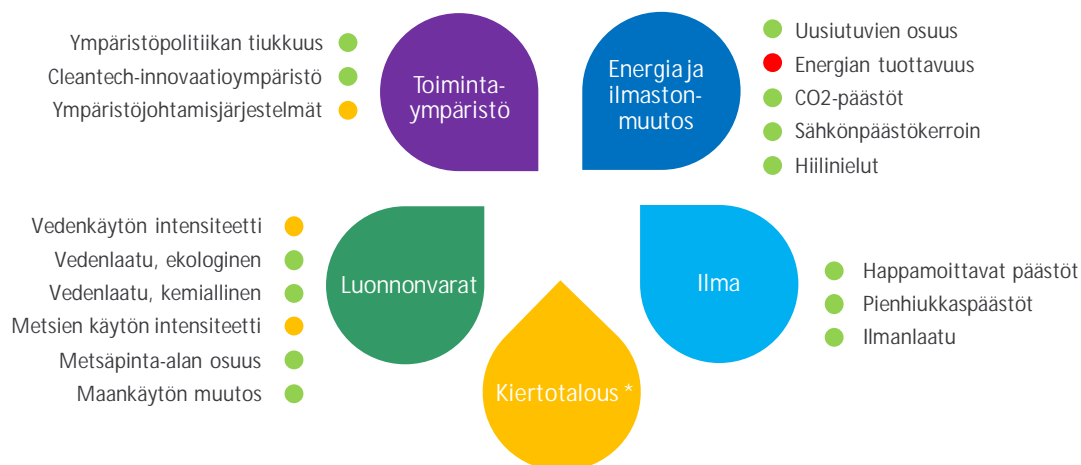 Ympäristöpolitiikan tiukkuus
Cleantech-innovaatioympäristö
Ympäristöjohtamisjärjestelmät
Toiminta-
ympäristö
Energia ja
ilmaston-
muutos
Uusiutuvien osuus
Energian tuottavuus
CO2-päästöt
Sähkönpäästökerroin
Hiilinielut
Vedenkäytön intensiteetti
Vedenlaatu, ekologinen
Vedenlaatu, kemiallinen
Metsien käytön intensiteetti
Metsäpinta-alan osuus
Maankäytön muutos
Luonnonvarat
Ilma
Happamoittavat päästöt
Pienhiukkaspäästöt
Ilmanlaatu
Kiertotalous *